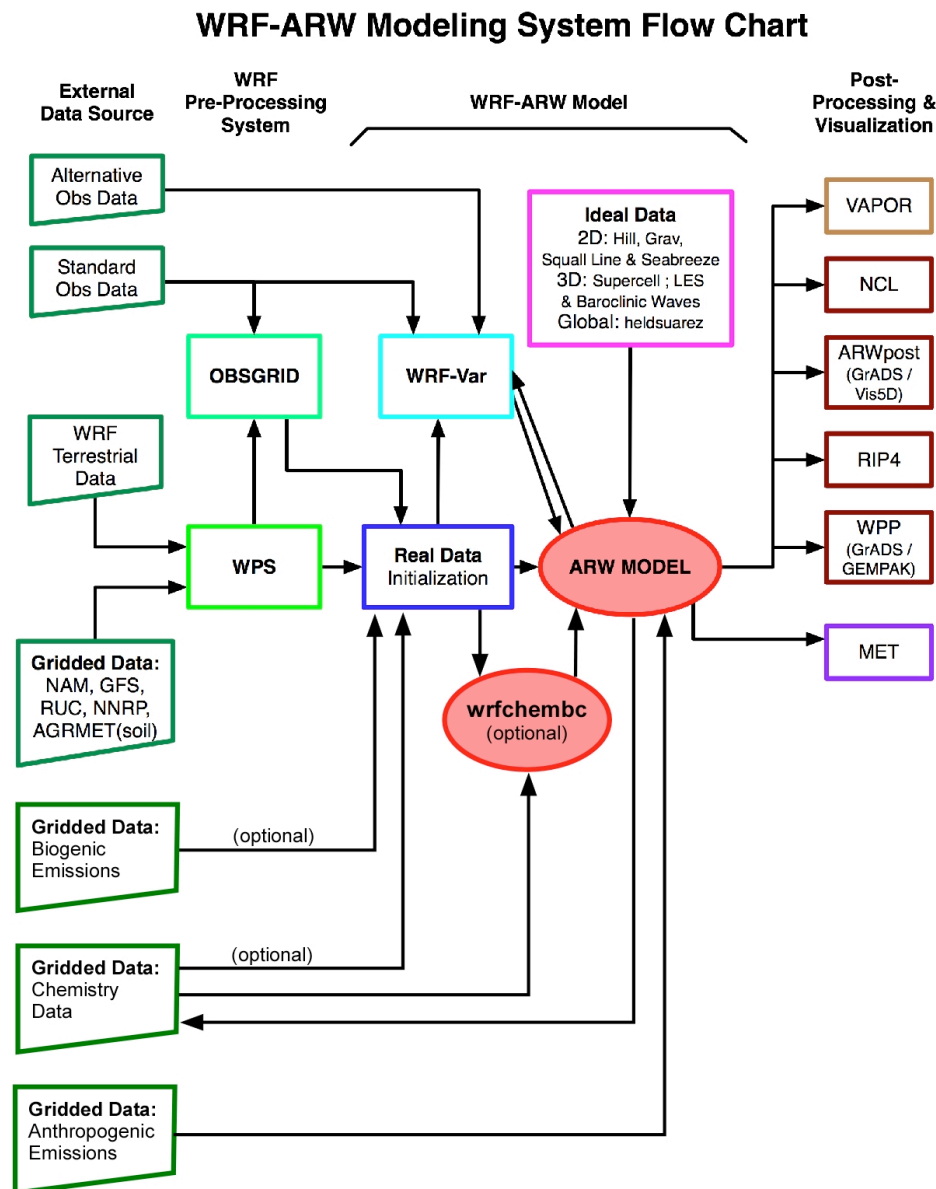 WRF-ARW Modeling System Flow Chart
External
Data Source
WRF
Pre-Processing
System
WRF-ARW Model
Post-
Processing &
Visualization
Alternative
Obs Data
Ideal Data
2D: Hill, Grav,
Squall Line & Seabreeze
3D: Supercell ; LES
& Baroclinic Waves
Global: heldsuarez
VAPOR
Standard
Obs Data
NCL
OBSGRID
WRF-Var
ARWpost
(GrADS /
Vis5D)
WRF
Terrestrial
Data
RIP4
WPS
Real Data
Initialization
ARW MODEL
WPP
(GrADS /
GEMPAK)
Gridded Data:
NAM, GFS,
RUC, NNRP,
AGRMET(soil)
wrfchembc
(optional)
MET
Gridded Data:
Biogenic
Emissions
(optional)
Gridded Data:
Chemistry
Data
(optional)
Gridded Data:
Anthropogenic
Emissions